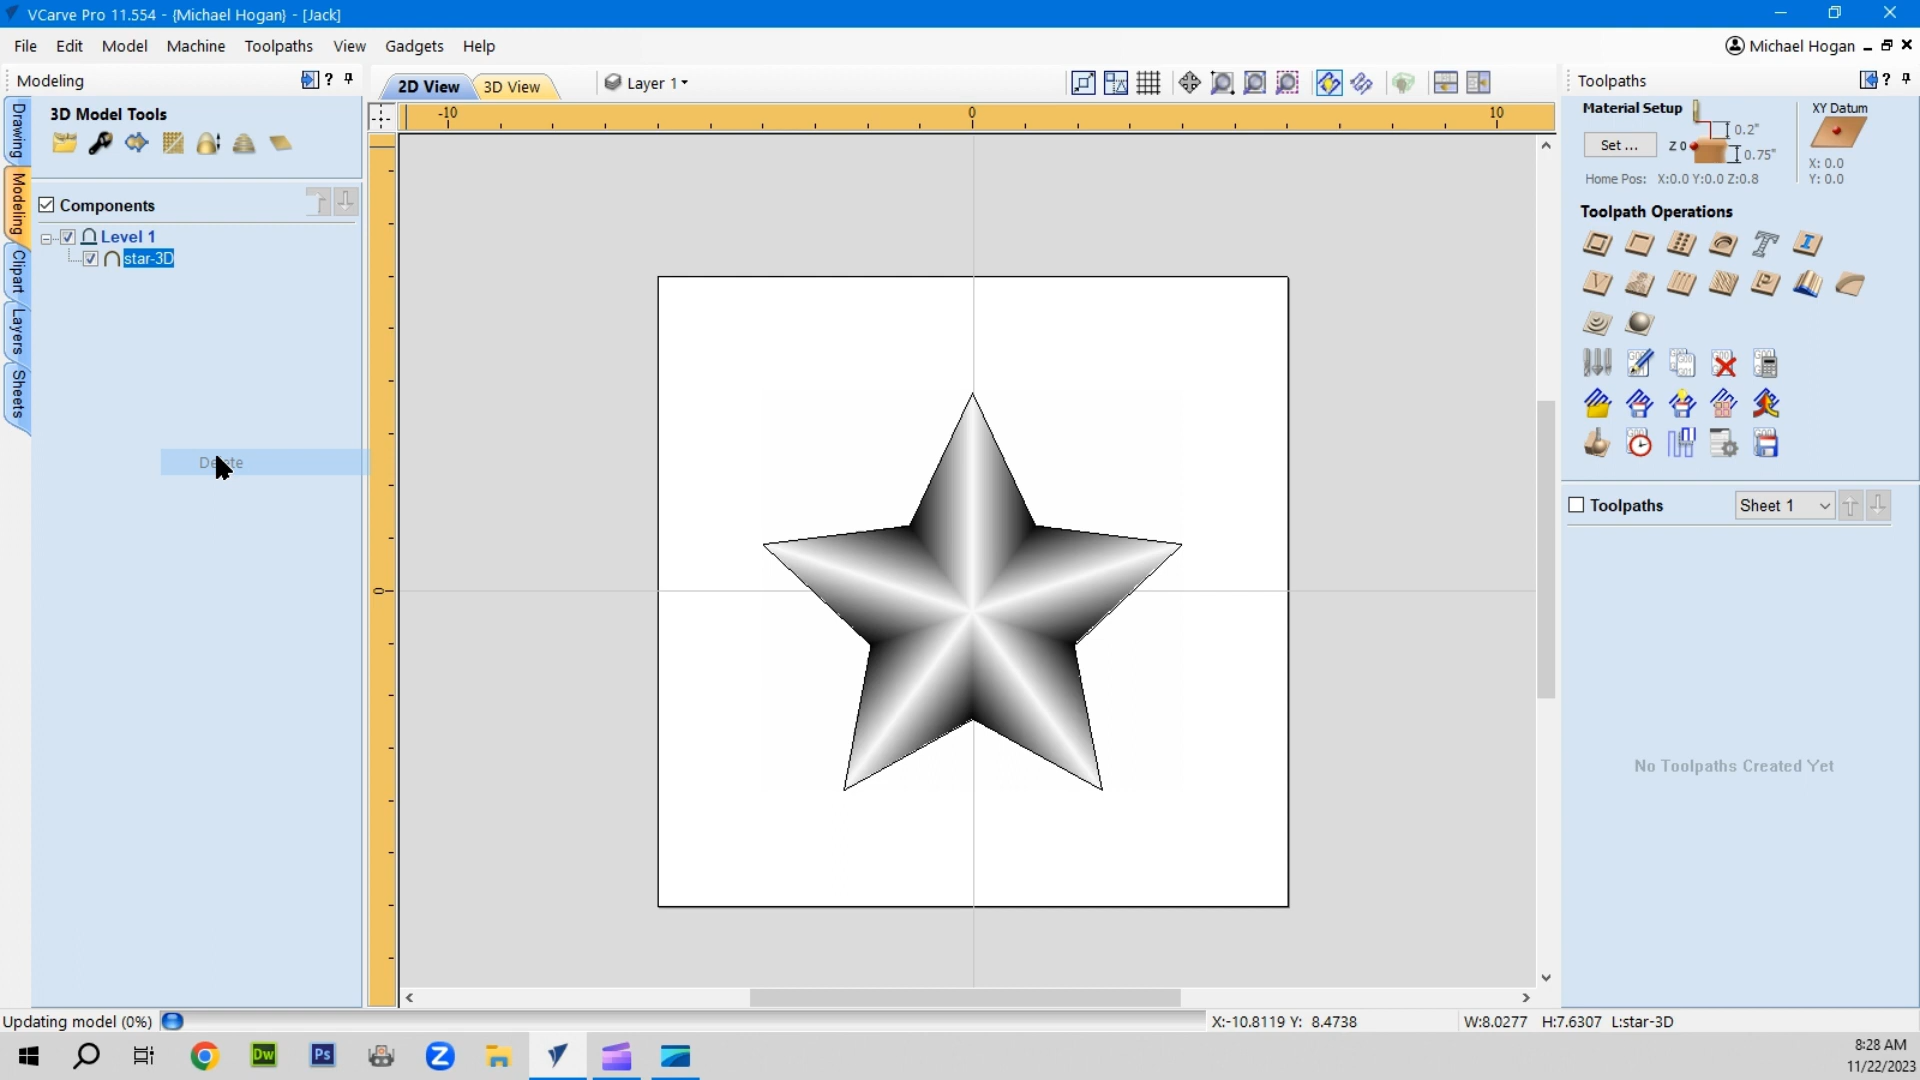 VCarve Pro 11.554 - {Michael Hogan} - [Jack]
File Edit Model Machine Toolpaths View Gadgets Help
Michael Hogan
Modeling
?
2D View
3D View
Layer 1
Toolpaths
?
Drawing
Modeling
Clipart
Layers
Sheets
3D Model Tools
Components
Level 1
star-3D
-10
0
10
0
Material Setup
Set ...
Z 0
0.2"
0.75"
XY Datum
X: 0.0
Y: 0.0
Home Pos: X:0.0 Y:0.0 Z:0.8
Toolpath Operations
Toolpaths
Sheet 1
No Toolpaths Created Yet
Updating model (0%)
X:-10.8119 Y: 8.4738
W:8.0277 H:7.6307 L:star-3D
Dw
Ps
Z
8:28 AM
11/22/2023